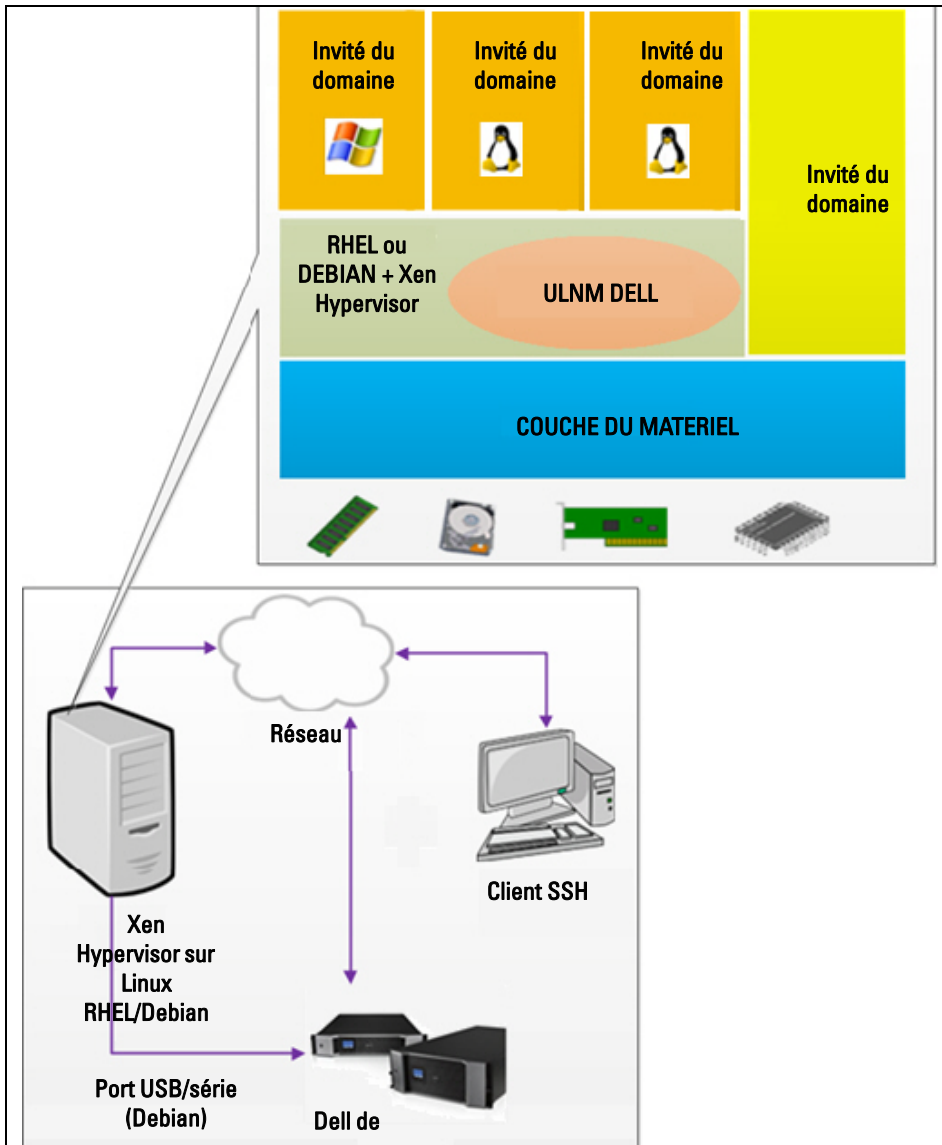 Invité du
domaine
Invité du
domaine
Invité du
domaine
Invité du
domaine
RHEL ou
DEBIAN + Xen
Hypervisor
ULNM DELL
COUCHE DU MATERIEL
Réseau
Client SSH
Xen
Hypervisor sur
Linux
RHEL/Debian
Port USB/série
(Debian)
Dell de